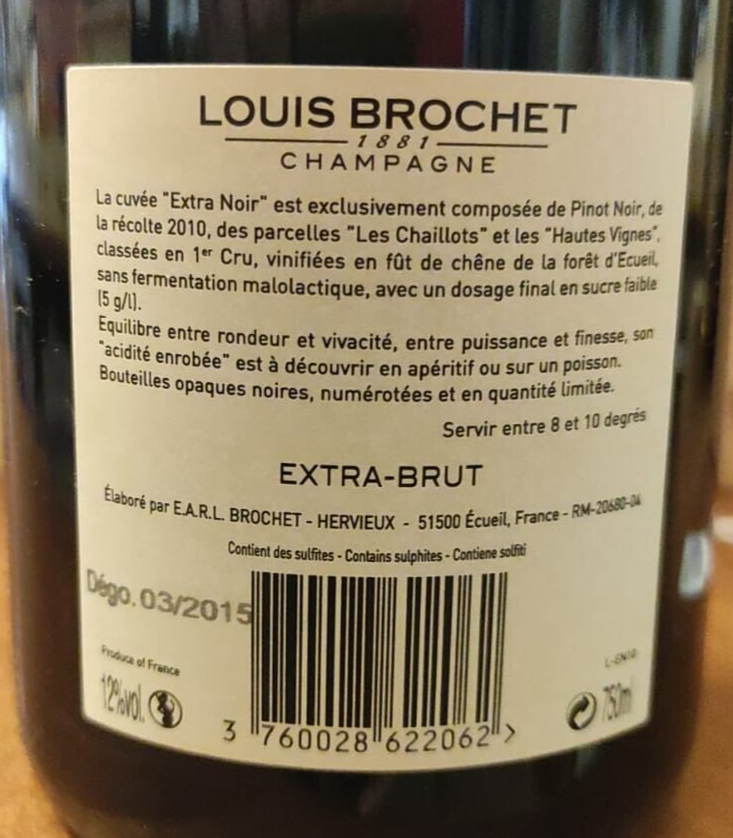 LOUIS BROCHET
1881
CHAMPAGNE
La cuvée "Extra Noir" est exclusivement composée de Pinot Noir, de
la récolte 2010, des parcelles "Les Chaillots" et les "Hautes Vignes",
classées en 1er Cru, vinifiées en fût de chêne de la forêt d'Ecueil,
sans fermentation malolactique, avec un dosage final en sucre faible
(5 g/l).
Equilibre entre rondeur et vivacité, entre puissance et finesse, son
"acidité enrobée" est à découvrir en apéritif ou sur un poisson.
Bouteilles opaques noires, numérotées et en quantité limitée.
Servir entre 8 et 10 degrés
EXTRA-BRUT
Élaboré par E.A.R.L. BROCHET - HERVIEUX - 51500 Écueil, France - RM-20680-04
Contient des sulfites - Contains sulphites - Contiene solfiti
Dégo. 03/2015
Produce of France
L-EN10
12%vol.
750ml
3 760028 622062 >